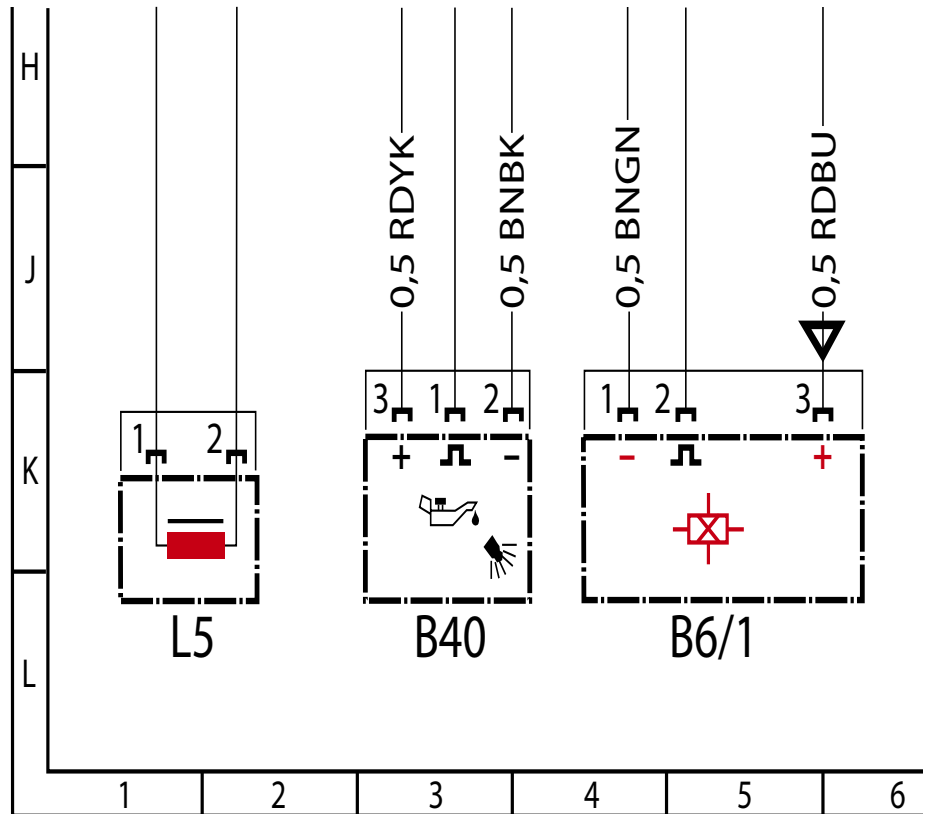 H
0,5 RDYK
0,5 BNBK
0,5 BNGN
0,5 RDBU
J
3 1 2
1 2 3
1 2
+ -
- +
K
L5
B40
B6/1
L
1 2 3 4 5 6